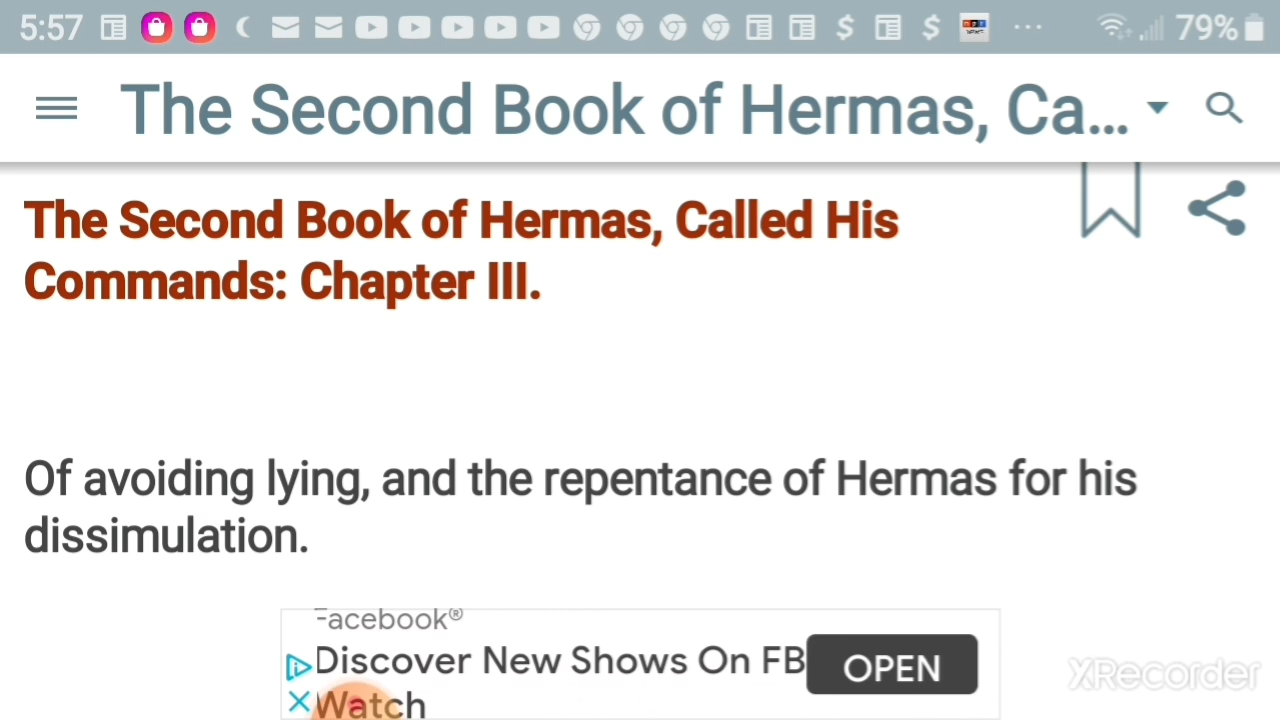 5:57
79%
The Second Book of Hermas, Ca...
The Second Book of Hermas, Called His
Commands: Chapter III.
Of avoiding lying, and the repentance of Hermas for his
dissimulation.
Facebook®
Discover New Shows On FB
Watch
OPEN
XRecorder